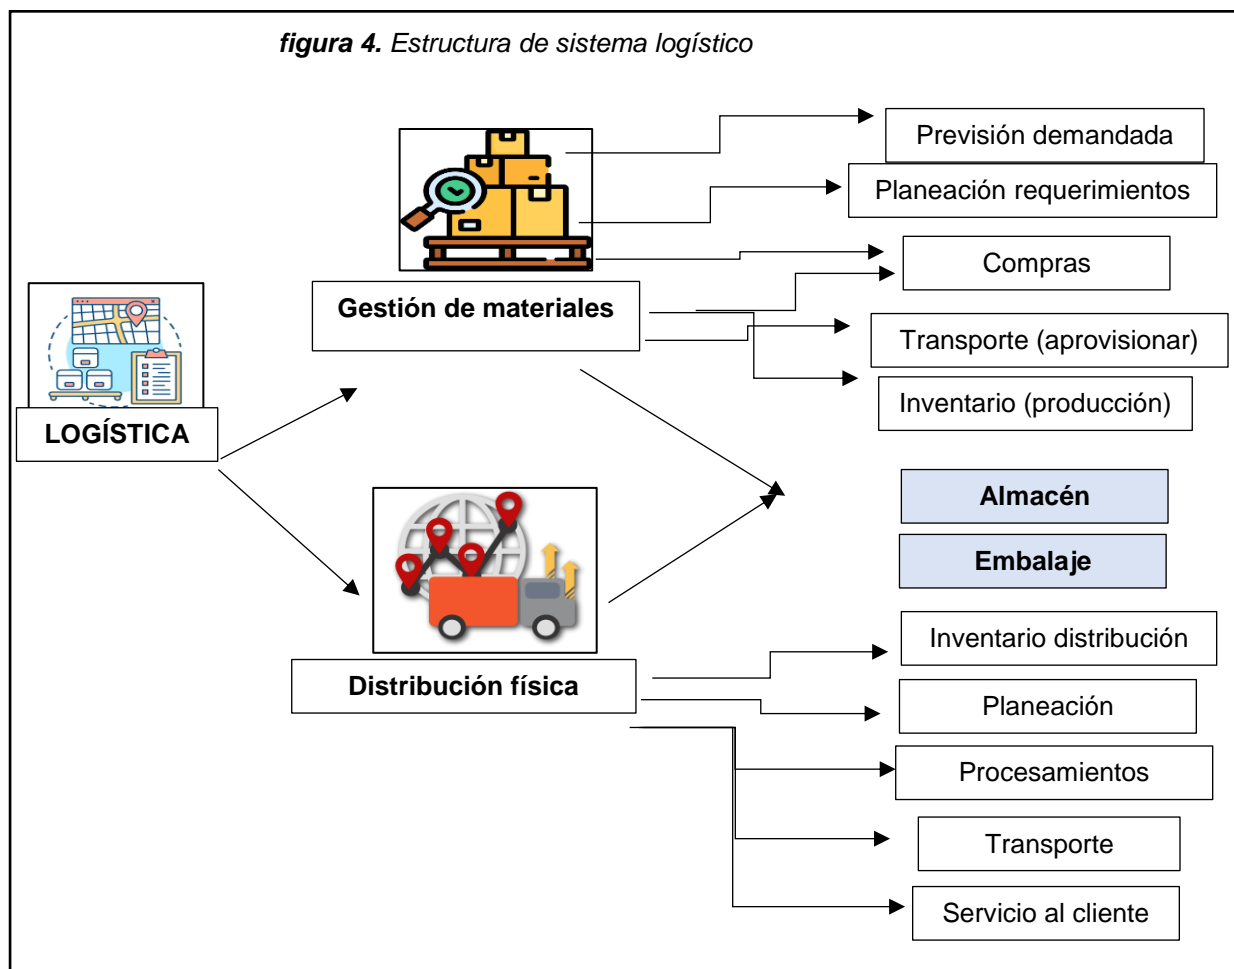 figura 4. Estructura de sistema logístico
Previsión demandada
Planeación requerimientos
Compras
Gestión de materiales
Transporte (aprovisionar)
Inventario (producción)
LOGÍSTICA
Almacén
Embalaje
Inventario distribución
Distribución física
Planeación
Procesamientos
Transporte
Servicio al cliente